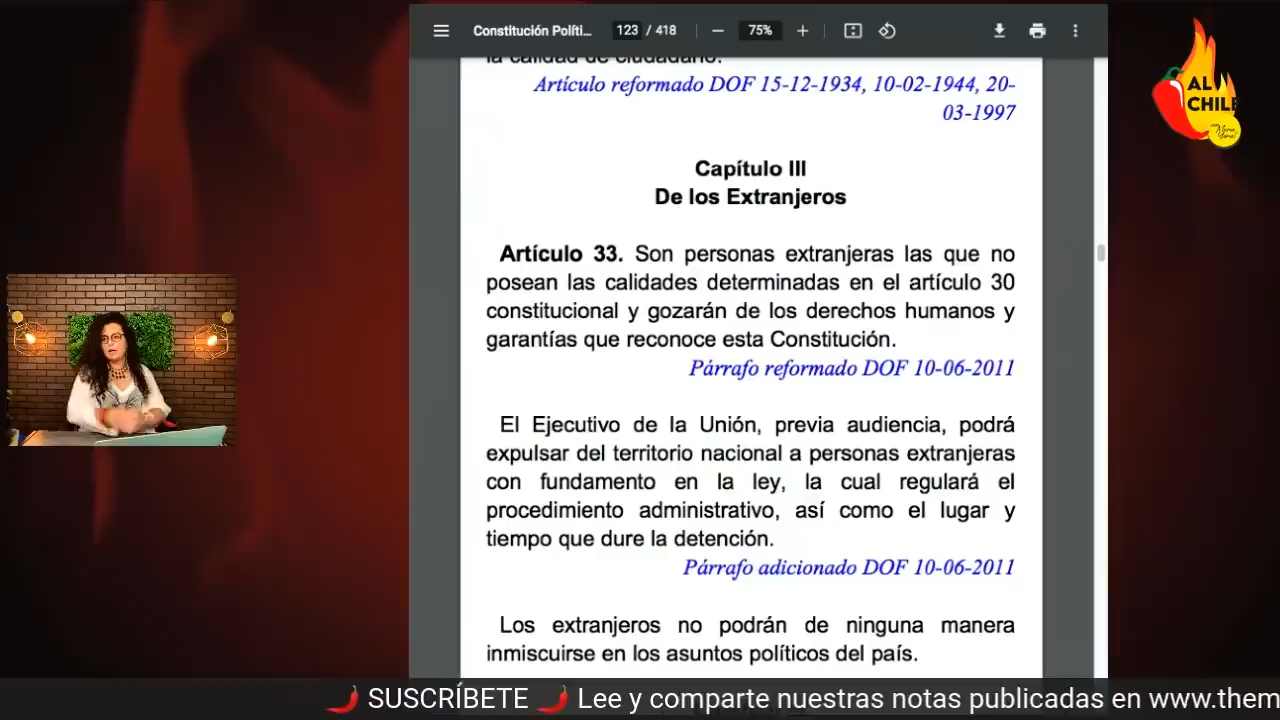 Constitución Políti... 123 / 418 75%
la calidad de ciudadano.
Artículo reformado DOF 15-12-1934, 10-02-1944, 20-
03-1997
Capítulo III
De los Extranjeros
Artículo 33. Son personas extranjeras las que no
posean las calidades determinadas en el artículo 30
constitucional y gozarán de los derechos humanos y
garantías que reconoce esta Constitución.
Párrafo reformado DOF 10-06-2011
El Ejecutivo de la Unión, previa audiencia, podrá
expulsar del territorio nacional a personas extranjeras
con fundamento en la ley, la cual regulará el
procedimiento administrativo, así como el lugar y
tiempo que dure la detención.
Párrafo adicionado DOF 10-06-2011
Los extranjeros no podrán de ninguna manera
inmiscuirse en los asuntos políticos del país.
AL
CHILE
SUSCRÍBETE Lee y comparte nuestras notas publicadas en www.them